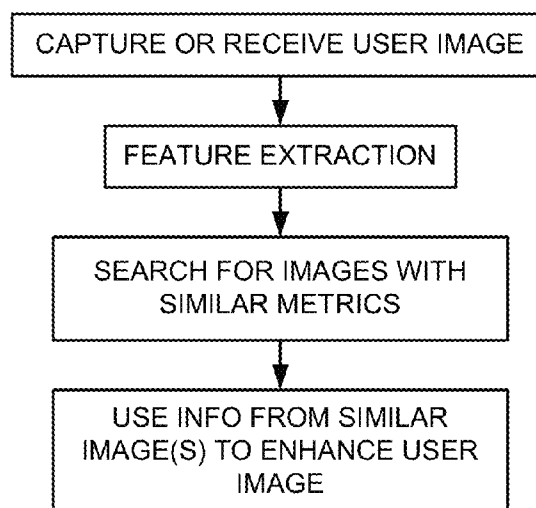 CAPTURE OR RECEIVE USER IMAGE
FEATURE EXTRACTION
SEARCH FOR IMAGES WITH
SIMILAR METRICS
USE INFO FROM SIMILAR
IMAGE(S) TO ENHANCE USER
IMAGE